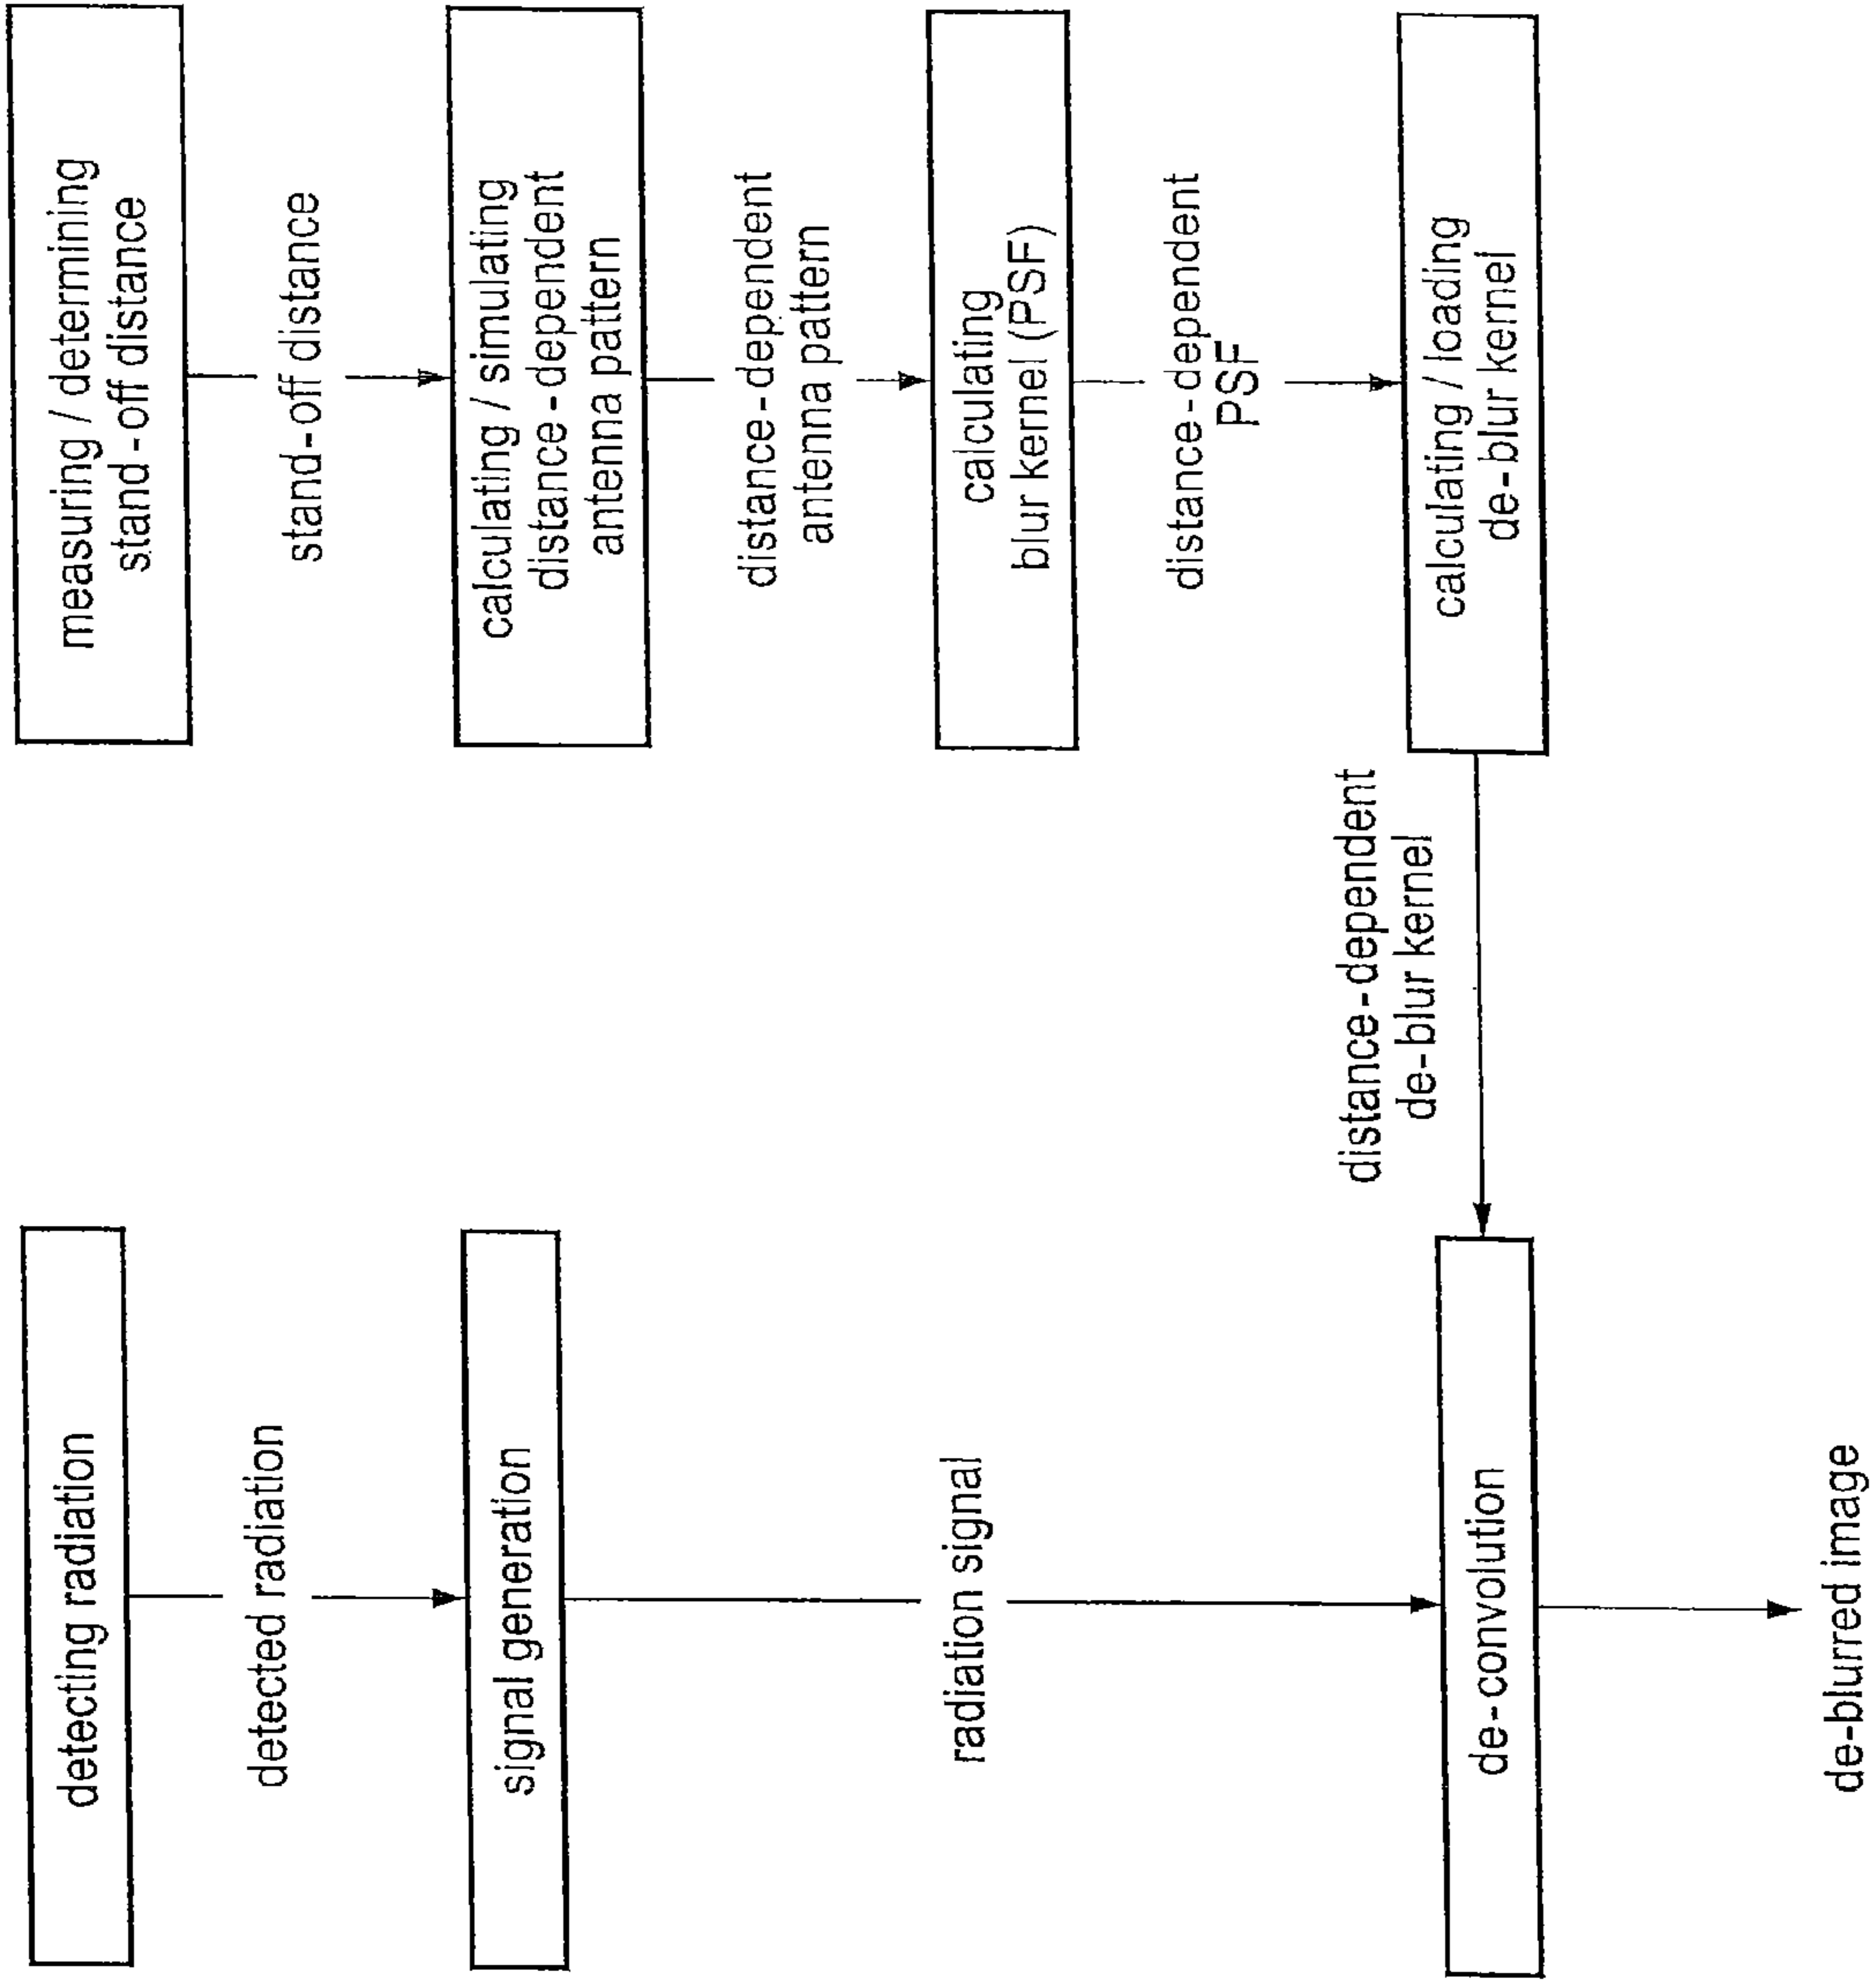 measuring / determining
stand-off distance
stand-off distance
calculating / simulating
distance-dependent
antenna pattern
distance-dependent
antenna pattern
calculating
blur kernel (PSF)
distance-dependent
PSF
calculating / loading
de-blur kernel
distance-dependent
de-blur kernel
detecting radiation
detected radiation
signal generation
radiation signal
de-convolution
de-blurred image